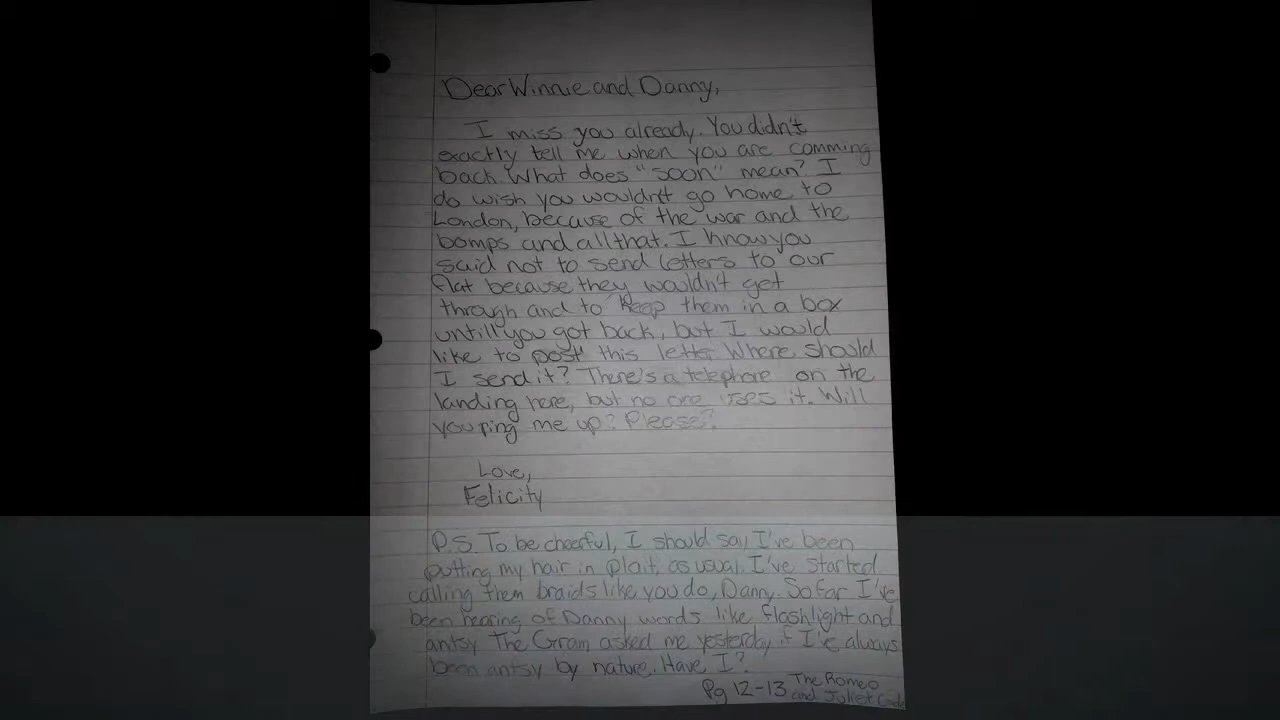 Dear Winnie and Danny,
I miss you already. You didn't
exactly tell me when you are comming
back. What does "soon" mean? I
do wish you wouldn't go home to
London, because of the war and the
bomps and all that. I know you
said not to send letters to our
flat because they wouldn't get
through and to keep them in a box
untill you got back, but I would
like to post this letter. Where should
I send it? There's a telephone on the
landing here, but no one uses it. Will
you ring me up? Please?
Love,
Felicity
P.S. To be cheerful, I should say I've been
putting my hair in plait, as usual. I've started
calling them braids like you do, Danny. So far I've
been hearing of Danny words like flashlight and
antsy. The Gram asked me yesterday if I've always
been antsy by nature. Have I?
Pg 12-13 The Romeo
and Juliet Code